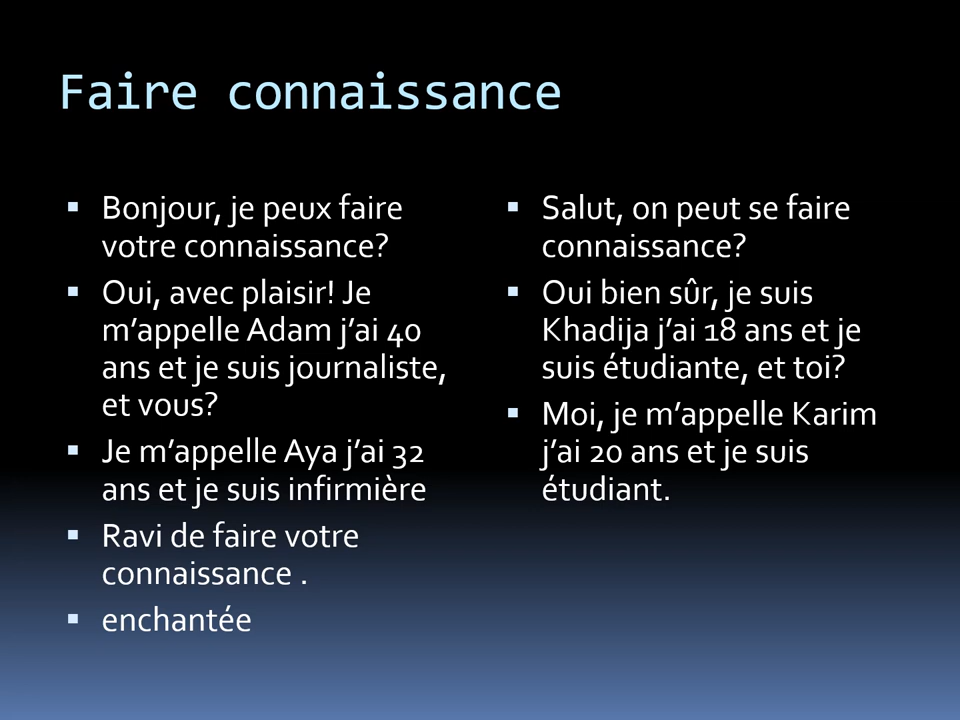 Faire connaissance
▪ Bonjour, je peux faire
votre connaissance?
▪ Oui, avec plaisir! Je
m’appelle Adam j’ai 40
ans et je suis journaliste,
et vous?
▪ Je m’appelle Aya j’ai 32
ans et je suis infirmière
▪ Ravi de faire votre
connaissance .
▪ enchantée
▪ Salut, on peut se faire
connaissance?
▪ Oui bien sûr, je suis
Khadija j’ai 18 ans et je
suis étudiante, et toi?
▪ Moi, je m’appelle Karim
j’ai 20 ans et je suis
étudiant.